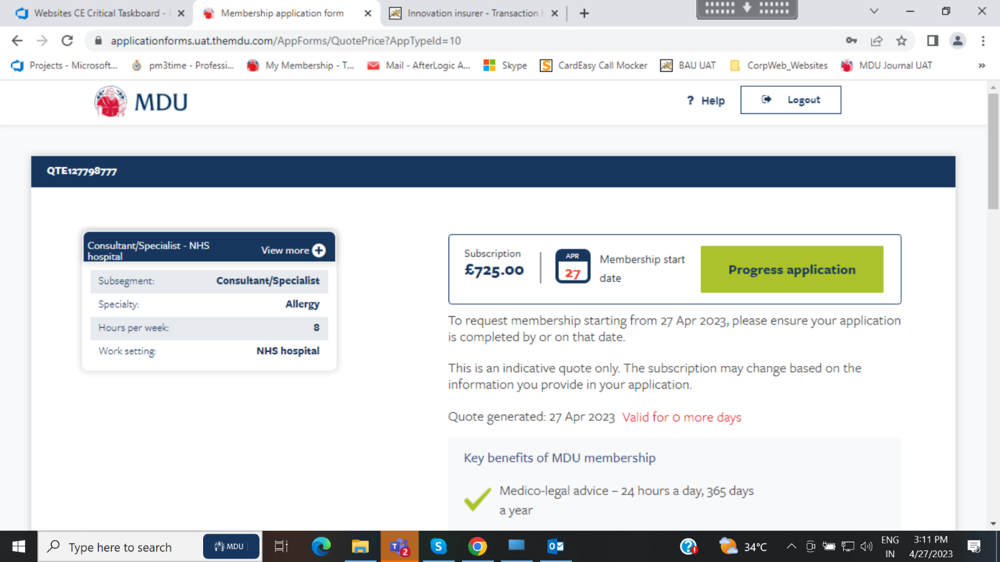 Websites CE Critical Taskboard -
Membership application form
Innovation insurer - Transaction
applicationforms.uat.themdu.com/AppForms/QuotePrice?AppTypeId=10
Projects - Microsoft...
pm3time - Professi...
My Membership - T...
Mail - AfterLogic A...
Skype
CardEasy Call Mocker
BAU UAT
CorpWeb_Websites
MDU Journal UAT
»
MDU
? Help
Logout
QTE127798777
Consultant/Specialist - NHS
hospital
View more
Subsegment: Consultant/Specialist
Specialty: Allergy
Hours per week: 8
Work setting: NHS hospital
Subscription
£725.00
APR
27
Membership start
date
Progress application
To request membership starting from 27 Apr 2023, please ensure your application
is completed by or on that date.
This is an indicative quote only. The subscription may change based on the
information you provide in your application.
Quote generated: 27 Apr 2023 Valid for 0 more days
Key benefits of MDU membership
Medico-legal advice – 24 hours a day, 365 days
a year
Type here to search
MDU
2
34°C
ENG
IN
3:11 PM
4/27/2023